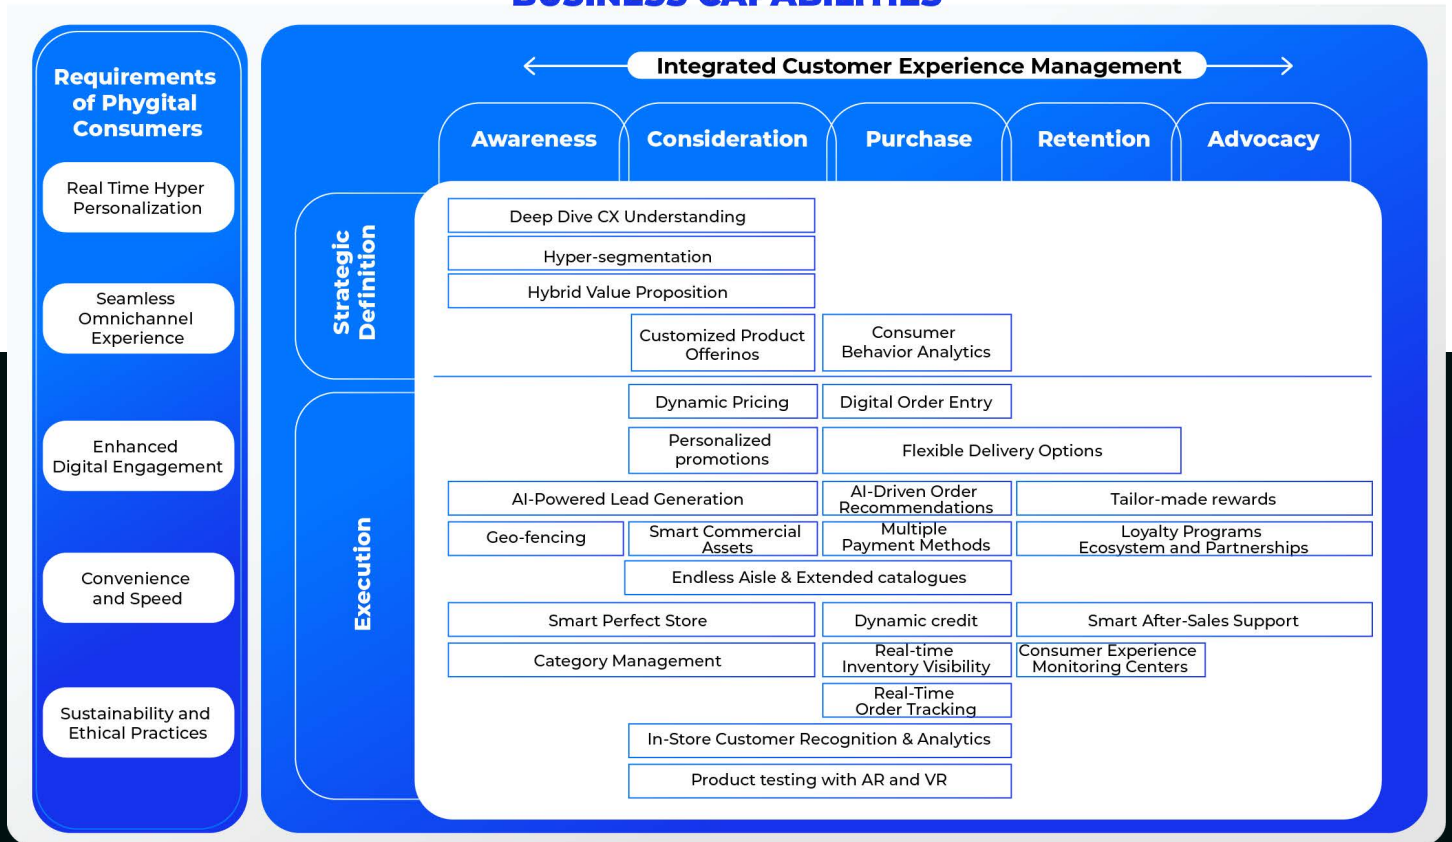 BUSINESS CAPABILITIES
Requirements
of Phygital
Consumers
Real Time Hyper
Personalization
Seamless
Omnichannel
Experience
Enhanced
Digital Engagement
Convenience
and Speed
Sustainability and
Ethical Practices
Integrated Customer Experience Management
Awareness
Consideration
Purchase
Retention
Advocacy
Strategic
Definition
Deep Dive CX Understanding
Hyper-segmentation
Hybrid Value Proposition
Customized Product
Offerinos
Consumer
Behavior Analytics
Execution
Dynamic Pricing
Digital Order Entry
Personalized
promotions
Flexible Delivery Options
AI-Powered Lead Generation
AI-Driven Order
Recommendations
Tailor-made rewards
Geo-fencing
Smart Commercial
Assets
Multiple
Payment Methods
Loyalty Programs
Ecosystem and Partnerships
Endless Aisle & Extended catalogues
Smart Perfect Store
Dynamic credit
Smart After-Sales Support
Category Management
Real-time
Inventory Visibility
Consumer Experience
Monitoring Centers
Real-Time
Order Tracking
In-Store Customer Recognition & Analytics
Product testing with AR and VR